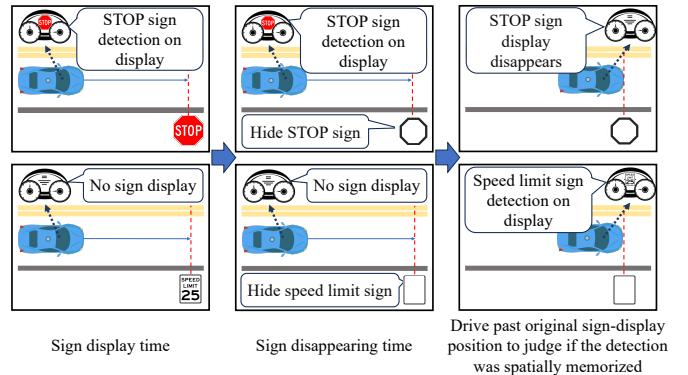 STOP
STOP sign
detection on
display
STOP
STOP
STOP sign
detection on
display
Hide STOP sign
STOP sign
display
disappears
No sign display
SPEED
LIMIT
25
No sign display
Hide speed limit sign
Speed limit sign
detection on
display
Sign display time
Sign disappearing time
Drive past original sign-display
position to judge if the detection
was spatially memorized